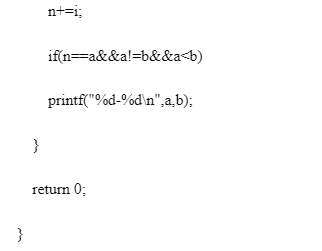 n+=i;
if(n==a&&a!=b&&a<b)
printf("%d-%d\n",a,b);
}
return 0;
}